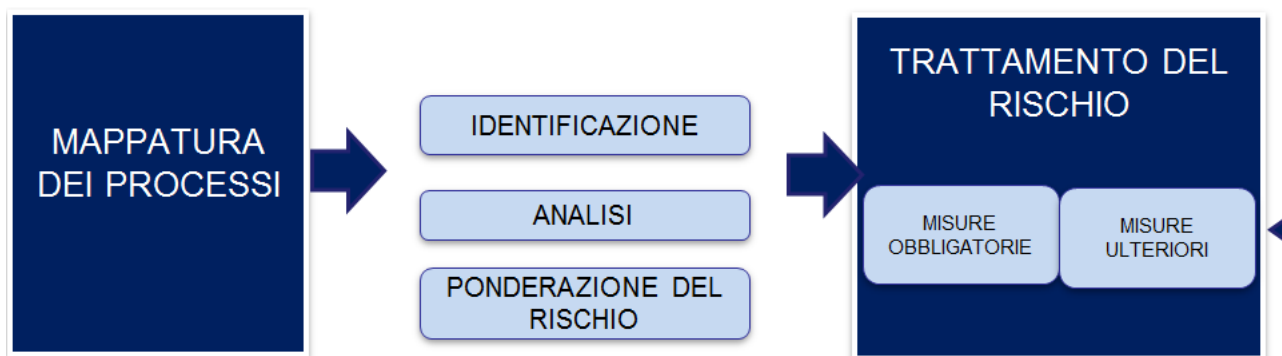 MAPPATURA
DEI PROCESSI
IDENTIFICAZIONE
ANALISI
PONDERAZIONE DEL
RISCHIO
TRATTAMENTO DEL
RISCHIO
MISURE
OBBLIGATORIE
MISURE
ULTERIORI